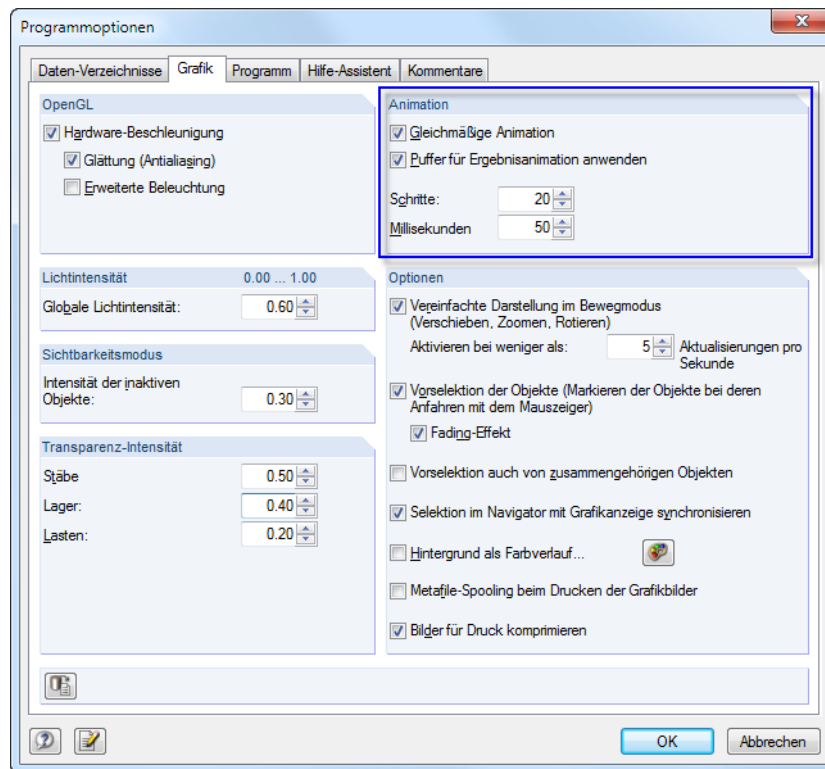 Programmoptionen
Daten-Verzeichnisse Grafik Programm Hilfe-Assistent Kommentare
OpenGL
Hardware-Beschleunigung
Glättung (Antialiasing)
Erweiterte Beleuchtung
Animation
Gleichmäßige Animation
Puffer für Ergebnisanimation anwenden
Schritte: 20
Millisekunden 50
Lichtintensität 0.00 ... 1.00
Globale Lichtintensität: 0.60
Sichtbarkeitsmodus
Intensität der inaktiven
Objekte: 0.30
Transparenz-Intensität
Stäbe 0.50
Lager: 0.40
Lasten: 0.20
Optionen
Vereinfachte Darstellung im Bewegmodus
(Verschieben, Zoomen, Rotieren)
Aktivieren bei weniger als: 5 Aktualisierungen pro
Sekunde
Vorselektion der Objekte (Markieren der Objekte bei deren
Anfahren mit dem Mauszeiger)
Fading-Effekt
Vorselektion auch von zusammengehörigen Objekten
Selektion im Navigator mit Grafikanzeige synchronisieren
Hintergrund als Farbverlauf...
Metafile-Spooling beim Drucken der Grafikbilder
Bilder für Druck komprimieren
OK Abbrechen